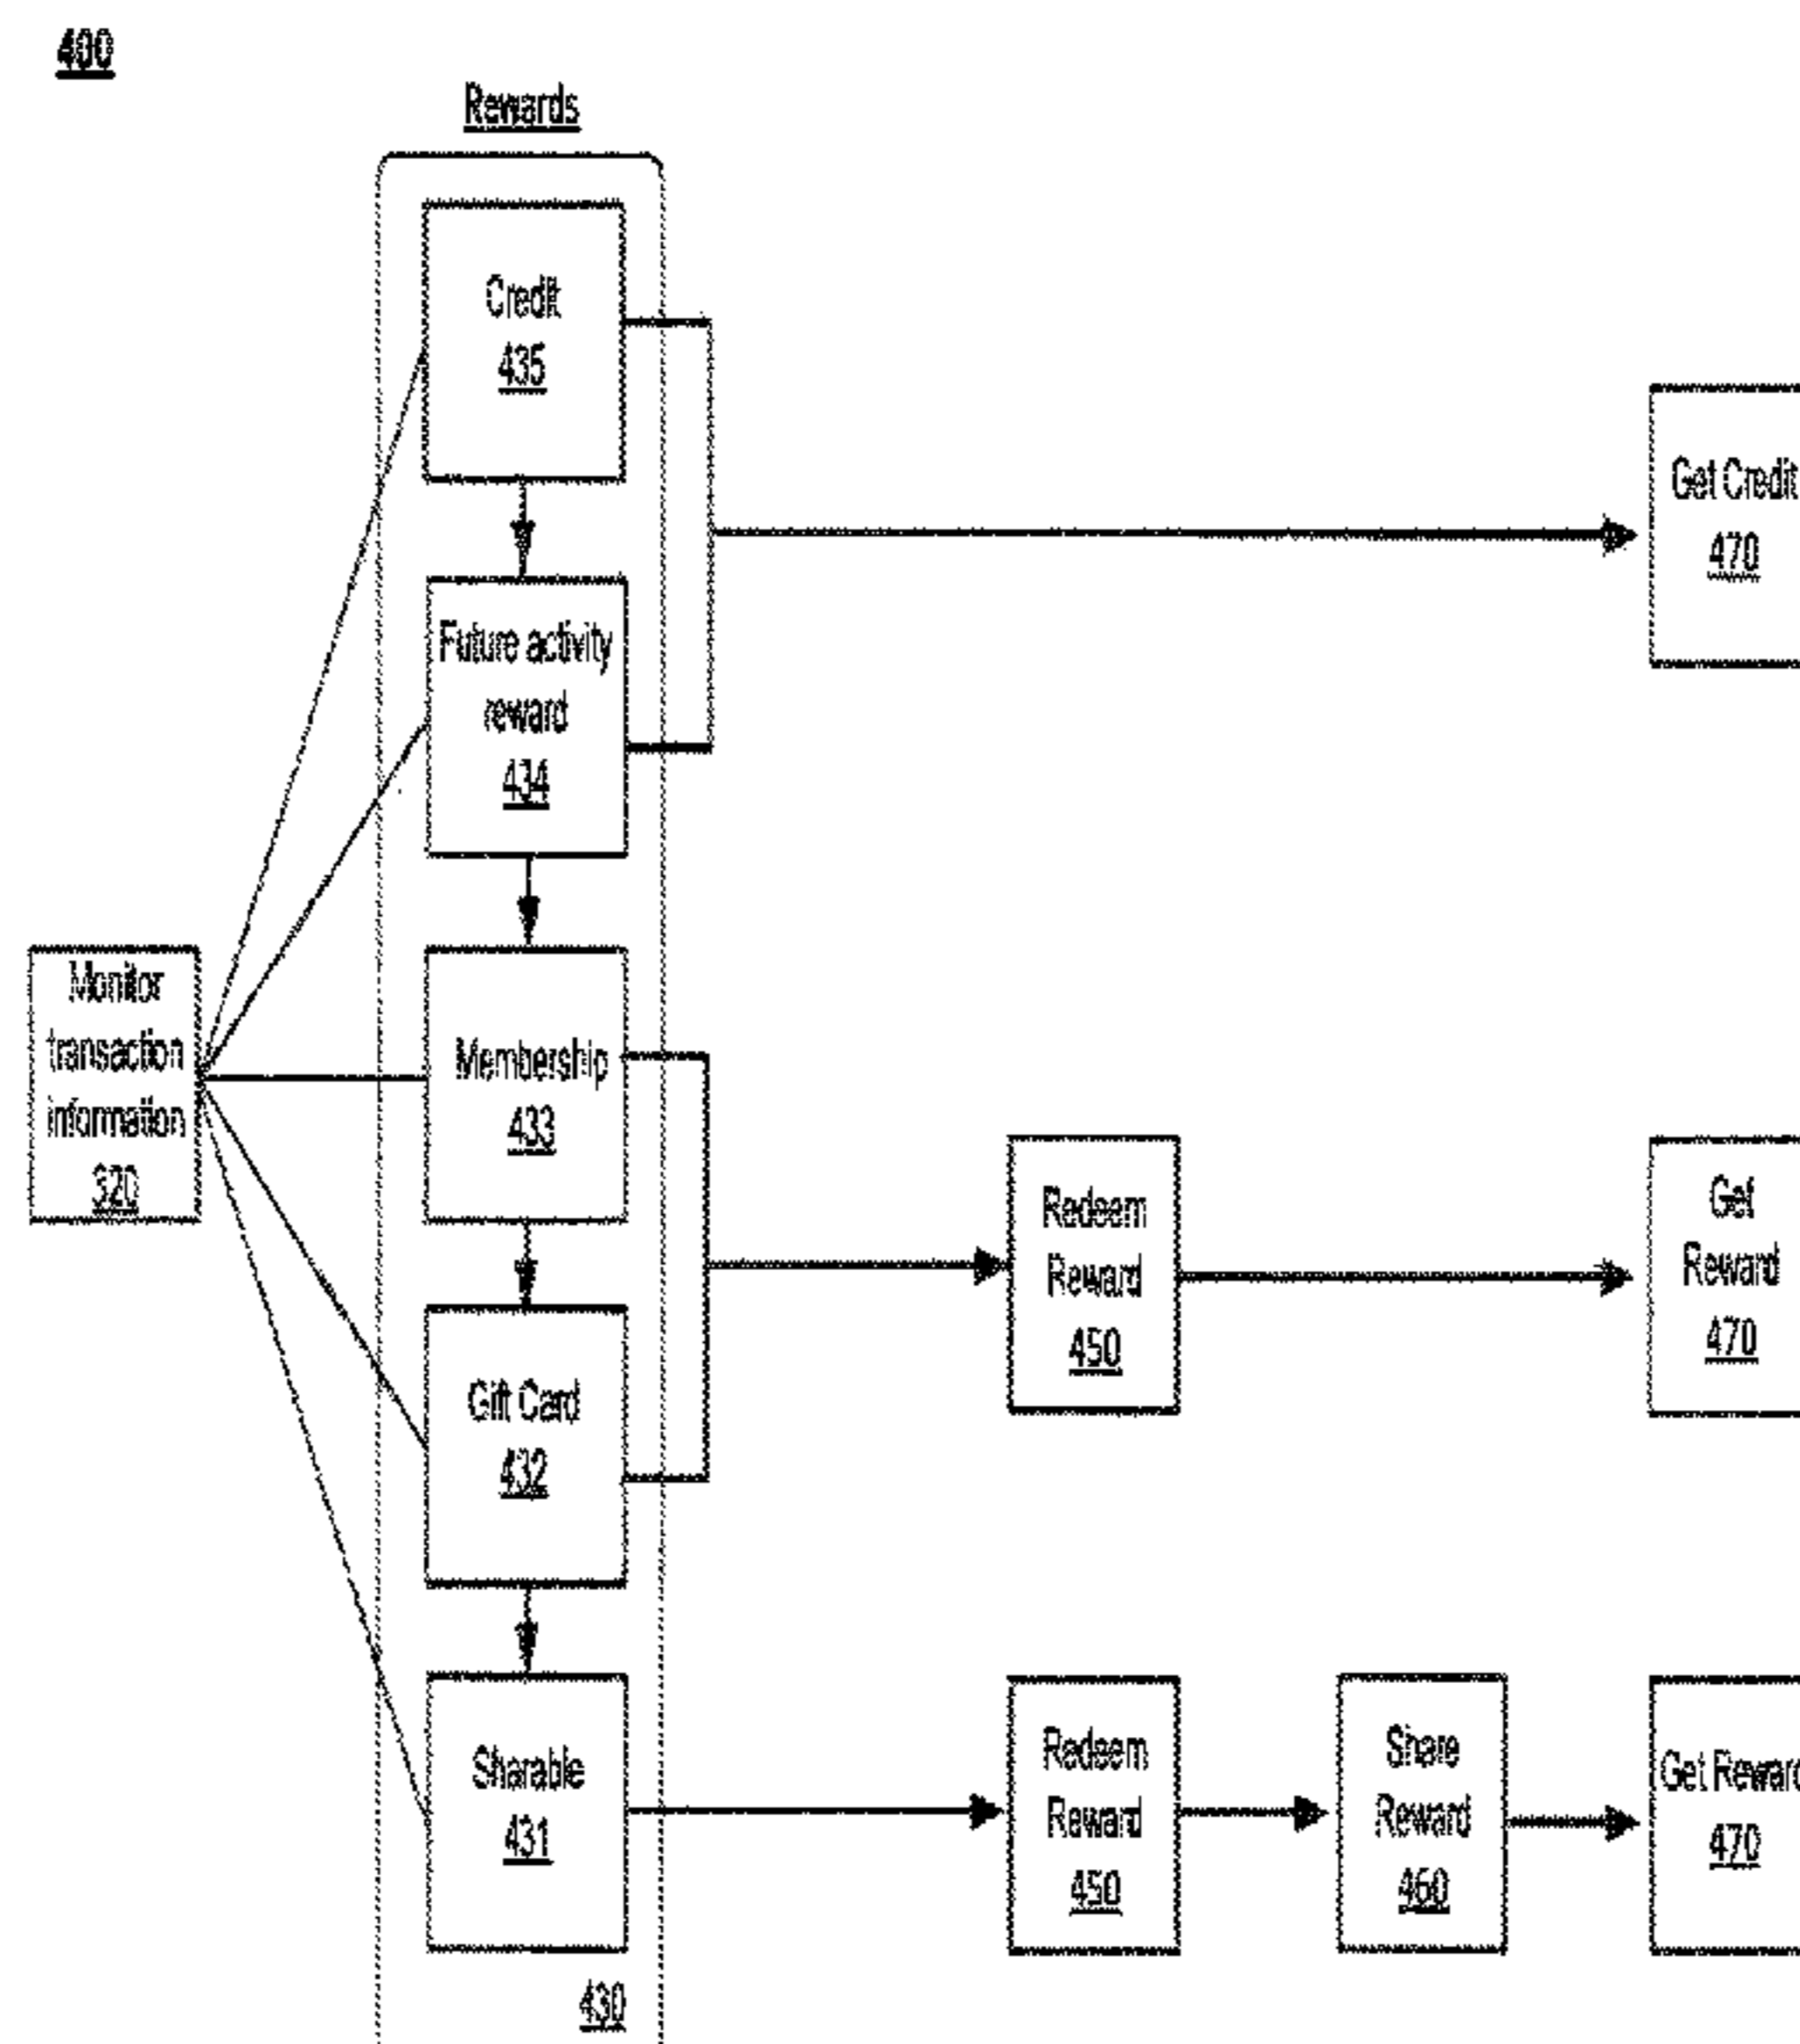 400
Rewards
Credit
435
Get Credit
470
Future activity
reward
434
Monitor
transaction
information
320
Membership
433
Redeem
Reward
450
Get
Reward
470
Gift Card
432
Sharable
431
Redeem
Reward
450
Share
Reward
460
Get Reward
470
430